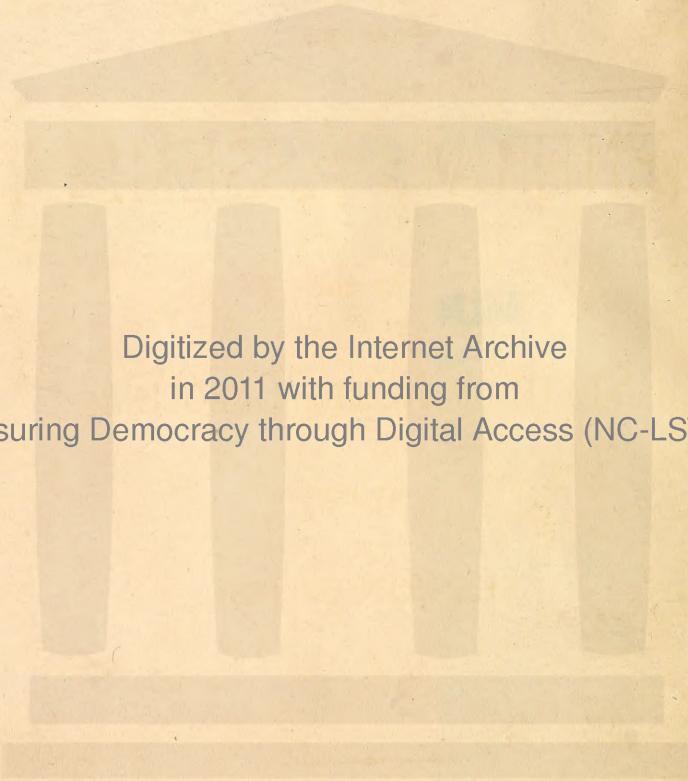 Digitized by the Internet Archive
in 2011 with funding from
suring Democracy through Digital Access (NC-LS